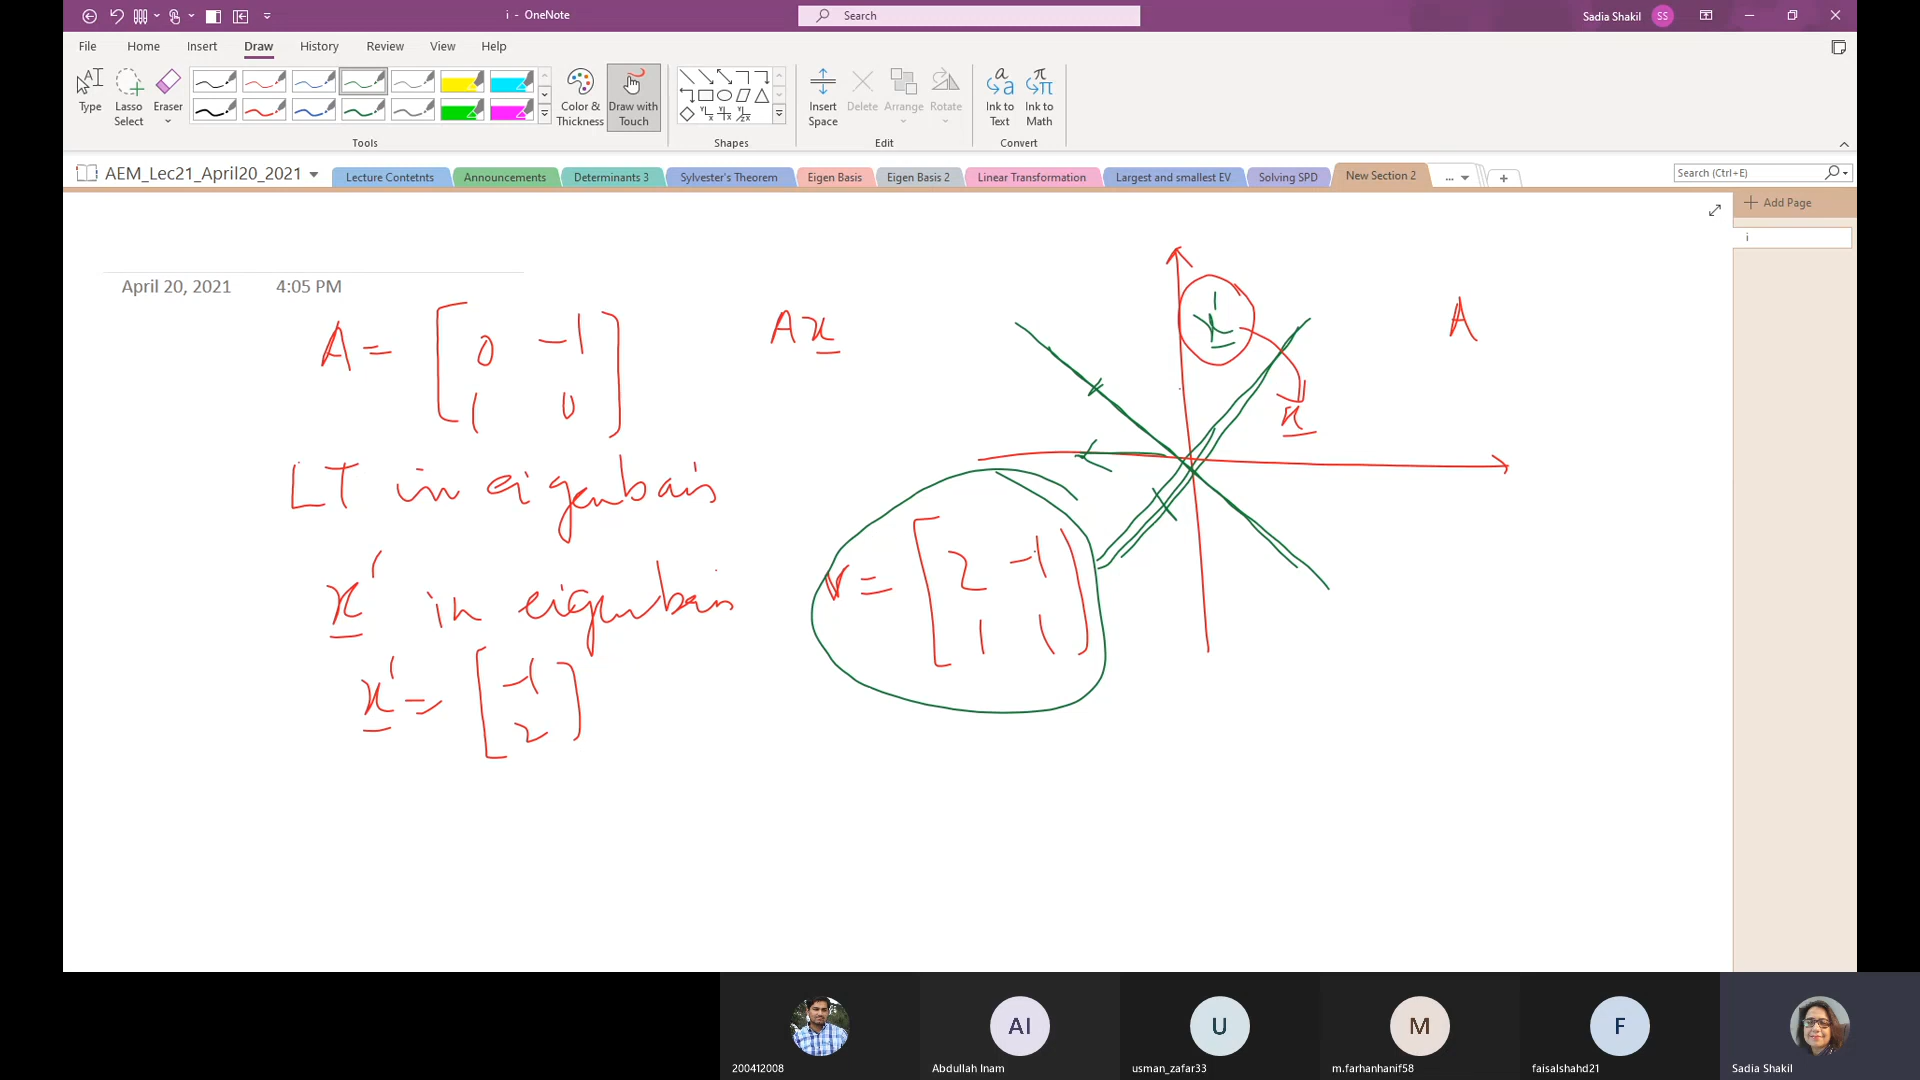 i - OneNote
Search
Sadia Shakil SS
File Home Insert Draw History Review View Help
Type
Lasso Select
Eraser
Color & Thickness
Draw with Touch
Insert Space
Delete
Arrange
Rotate
Ink to Text
Ink to Math
Tools Shapes Edit Convert
AEM_Lec21_April20_2021
Lecture Contetnts Announcements Determinants 3 Sylvester's Theorem Eigen Basis Eigen Basis 2 Linear Transformation Largest and smallest EV Solving SPD New Section 2 ...
Search (Ctrl+E)
Add Page
i
April 20, 2021 4:05 PM
A = [ 0 -1
1 0 ]
A x
x'
x
A
LT in eigenbais
x' in eigenbais
x' = [ -1
2 ]
v = [ 2 -1
1 1 ]
AI U M F
200412008 Abdullah Inam usman_zafar33 m.farhanhanif58 faisalshahd21 Sadia Shakil